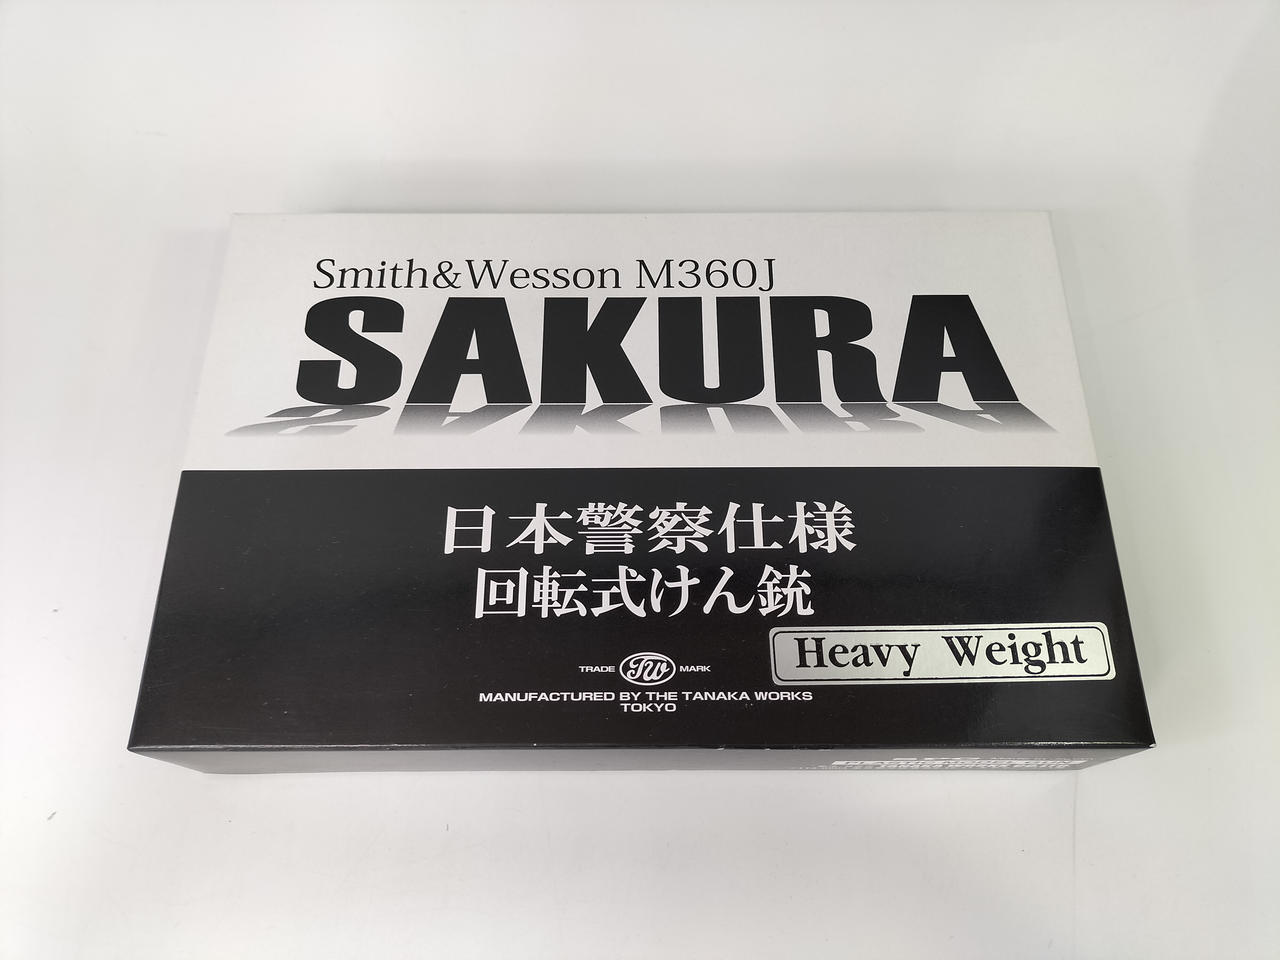 Smith&Wesson M360J
SAKURA
日本警察仕様
回転式けん銃
Heavy Weight
TRADE TW MARK
MANUFACTURED BY THE TANAKA WORKS
TOKYO